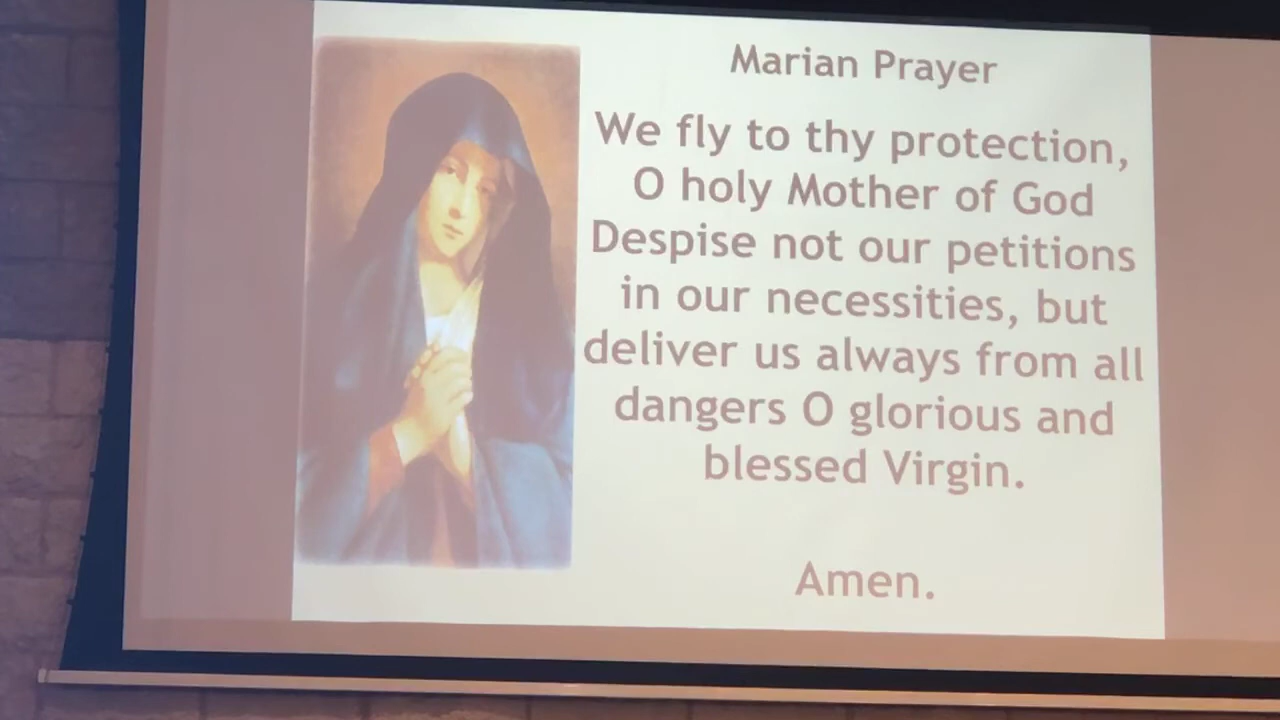 Marian Prayer
We fly to thy protection,
O holy Mother of God
Despise not our petitions
in our necessities, but
deliver us always from all
dangers O glorious and
blessed Virgin.
Amen.